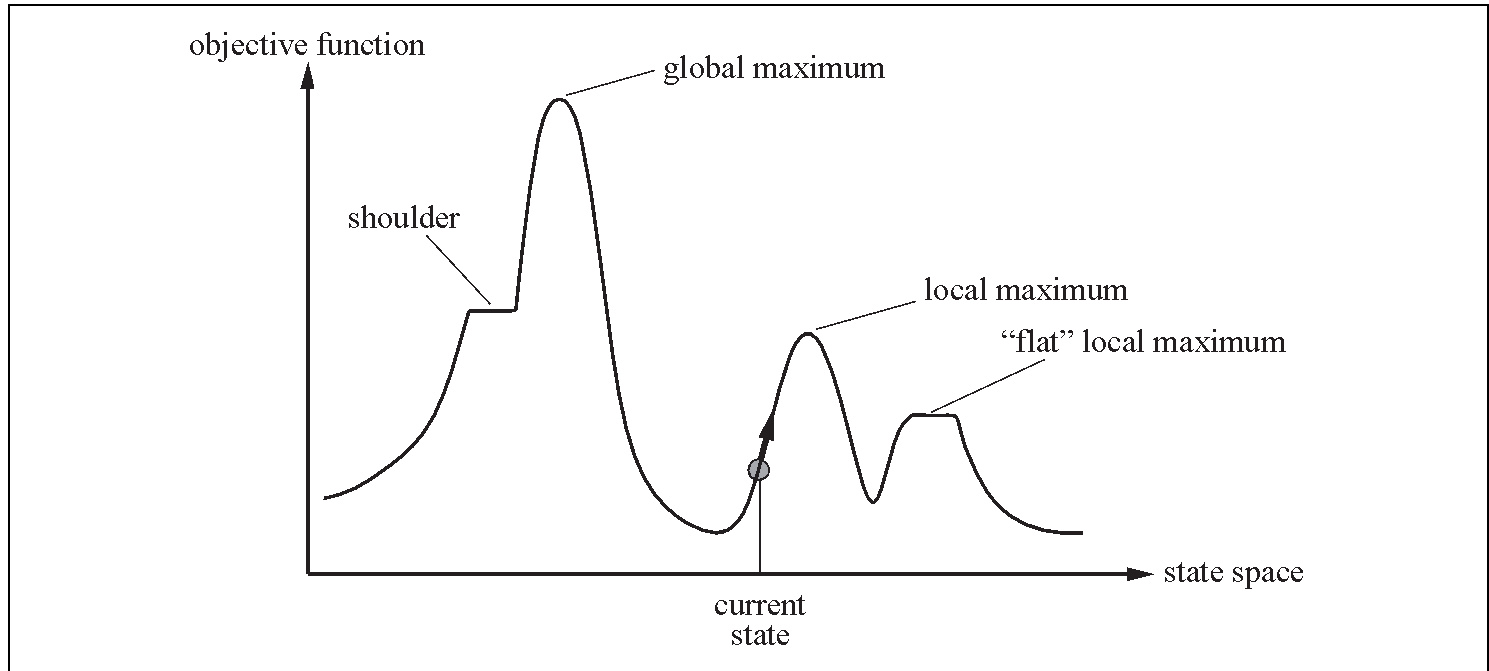 objective function
global maximum
shoulder
local maximum
“flat” local maximum
state space
current
state